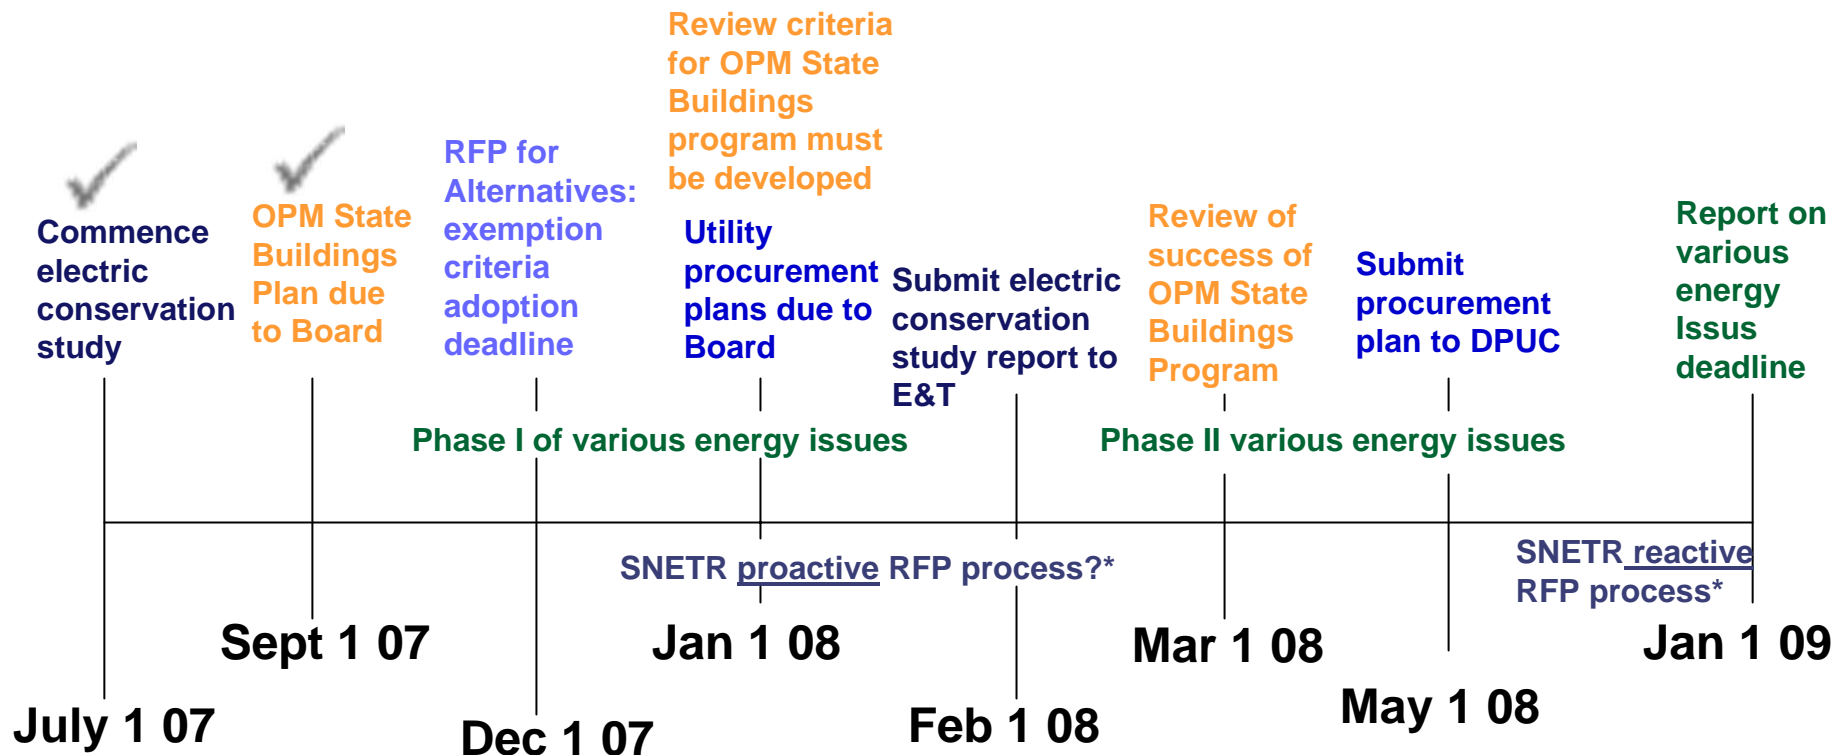 Commence
electric
conservation
study
OPM State
Buildings
Plan due
to Board
RFP for
Alternatives:
exemption
criteria
adoption
deadline
Review criteria
for OPM State
Buildings
program must
be developed
Utility
procurement
plans due to
Board
Submit electric
conservation
study report to
E&T
Review of
success of
OPM State
Buildings
Program
Submit
procurement
plan to DPUC
Report on
various
energy
Issus
deadline
Phase I of various energy issues
Phase II various energy issues
SNETR proactive RFP process?*
SNETR reactive
RFP process*
July 1 07
Sept 1 07
Dec 1 07
Jan 1 08
Feb 1 08
Mar 1 08
May 1 08
Jan 1 09